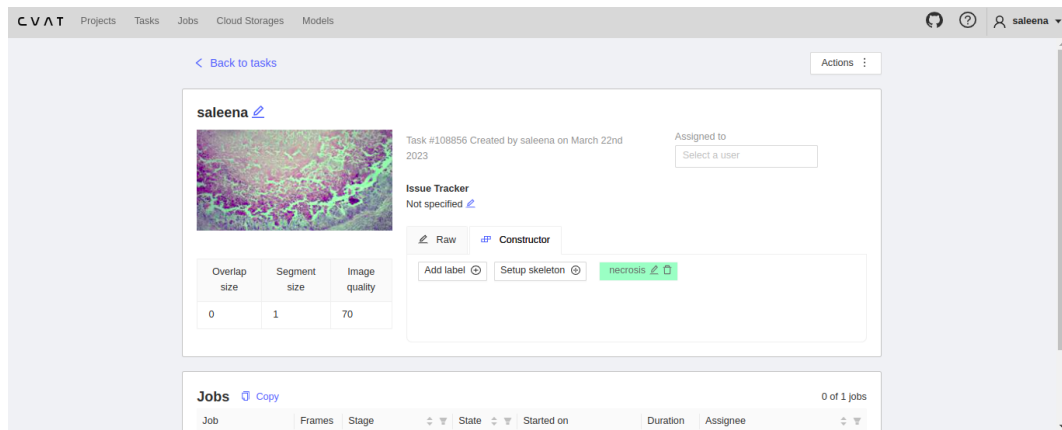 CVAT Projects Tasks Jobs Cloud Storages Models saleena
Back to tasks
Actions
saleena
Task #108856 Created by saleena on March 22nd
2023
Assigned to
Select a user
Issue Tracker
Not specified
Raw Constructor
Add label Setup skeleton necrosis
Overlap size Segment size Image quality
0 1 70
Jobs Copy 0 of 1 jobs
Job Frames Stage State Started on Duration Assignee